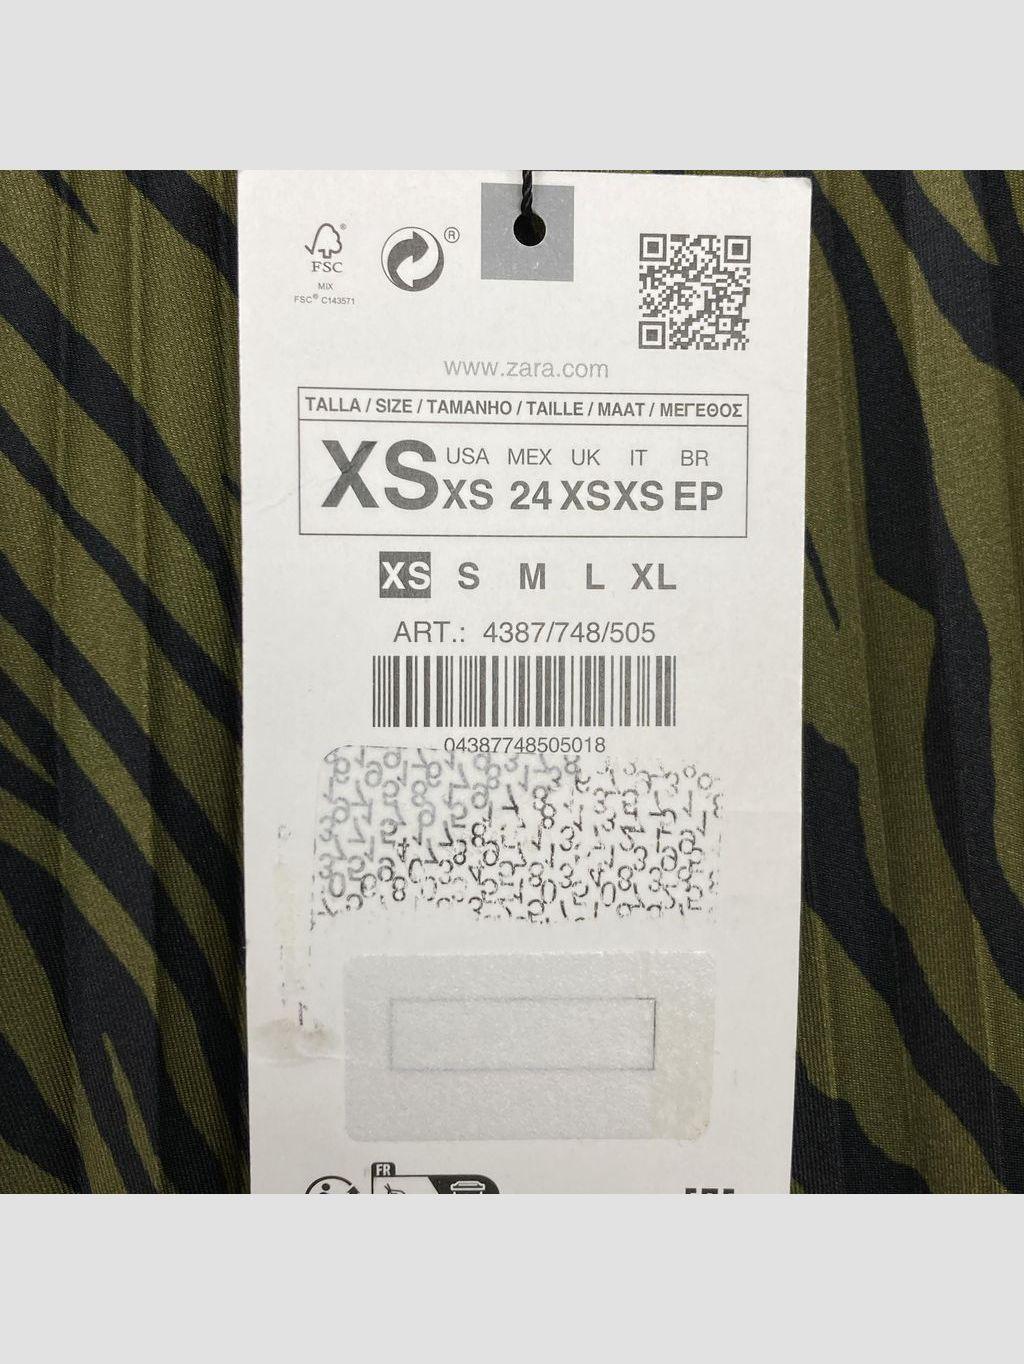 FSC®
MIX
FSC® C143571
®
www.zara.com
TALLA / SIZE / TAMANHO / TAILLE / MAAT / ΜΕΓΕΘΟΣ
XS
USA MEX UK IT BR
XS 24 XS XS EP
XS S M L XL
ART.: 4387/748/505
04387748505018
FR